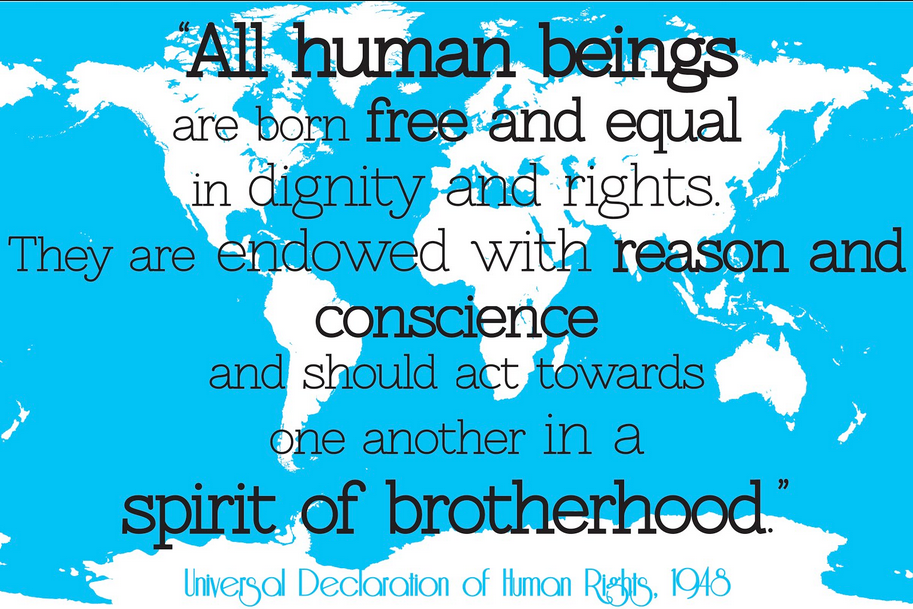 “All human beings
are born free and equal
in dignity and rights.
They are endowed with reason and
conscience
and should act towards
one another in a
spirit of brotherhood.”
Universal Declaration of Human Rights, 1948